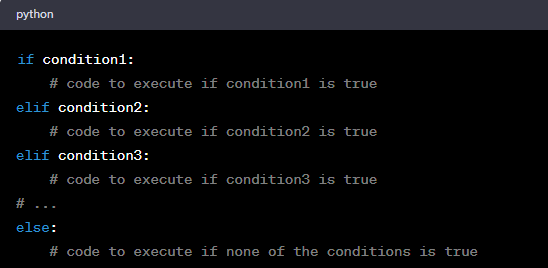 python
if condition1:
    # code to execute if condition1 is true
elif condition2:
    # code to execute if condition2 is true
elif condition3:
    # code to execute if condition3 is true
# ...
else:
    # code to execute if none of the conditions is true